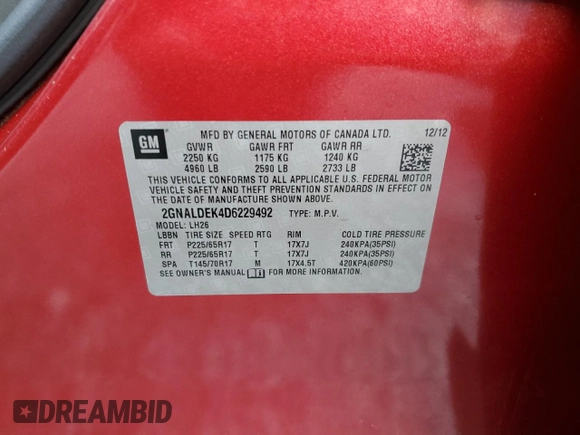 GM
MFD BY GENERAL MOTORS OF CANADA LTD. 12/12
GVWR GAWR FRT GAWR RR
2250 KG 1175 KG 1240 KG
4960 LB 2590 LB 2733 LB
THIS VEHICLE CONFORMS TO ALL APPLICABLE U.S. FEDERAL MOTOR
VEHICLE SAFETY AND THEFT PREVENTION STANDARDS IN EFFECT ON
THE DATE OF MANUFACTURE SHOWN ABOVE.
2GNALDEK4D6229492 TYPE: M.P.V.
MODEL: LH26
LBBN TIRE SIZE SPEED RTG RIM COLD TIRE PRESSURE
FRT P225/65R17 T 17X7J 240KPA(35PSI)
RR P225/65R17 T 17X7J 240KPA(35PSI)
SPA T145/70R17 M 17X4.5T 420KPA(60PSI)
SEE OWNER'S MANUAL FOR MORE INFORMATION
DREAMBID